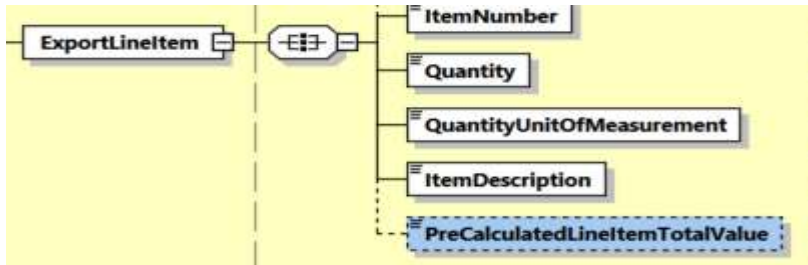 ItemNumber
ExportLineItem
Quantity
QuantityUnitOfMeasurement
ItemDescription
PreCalculatedLineItemTotalValue